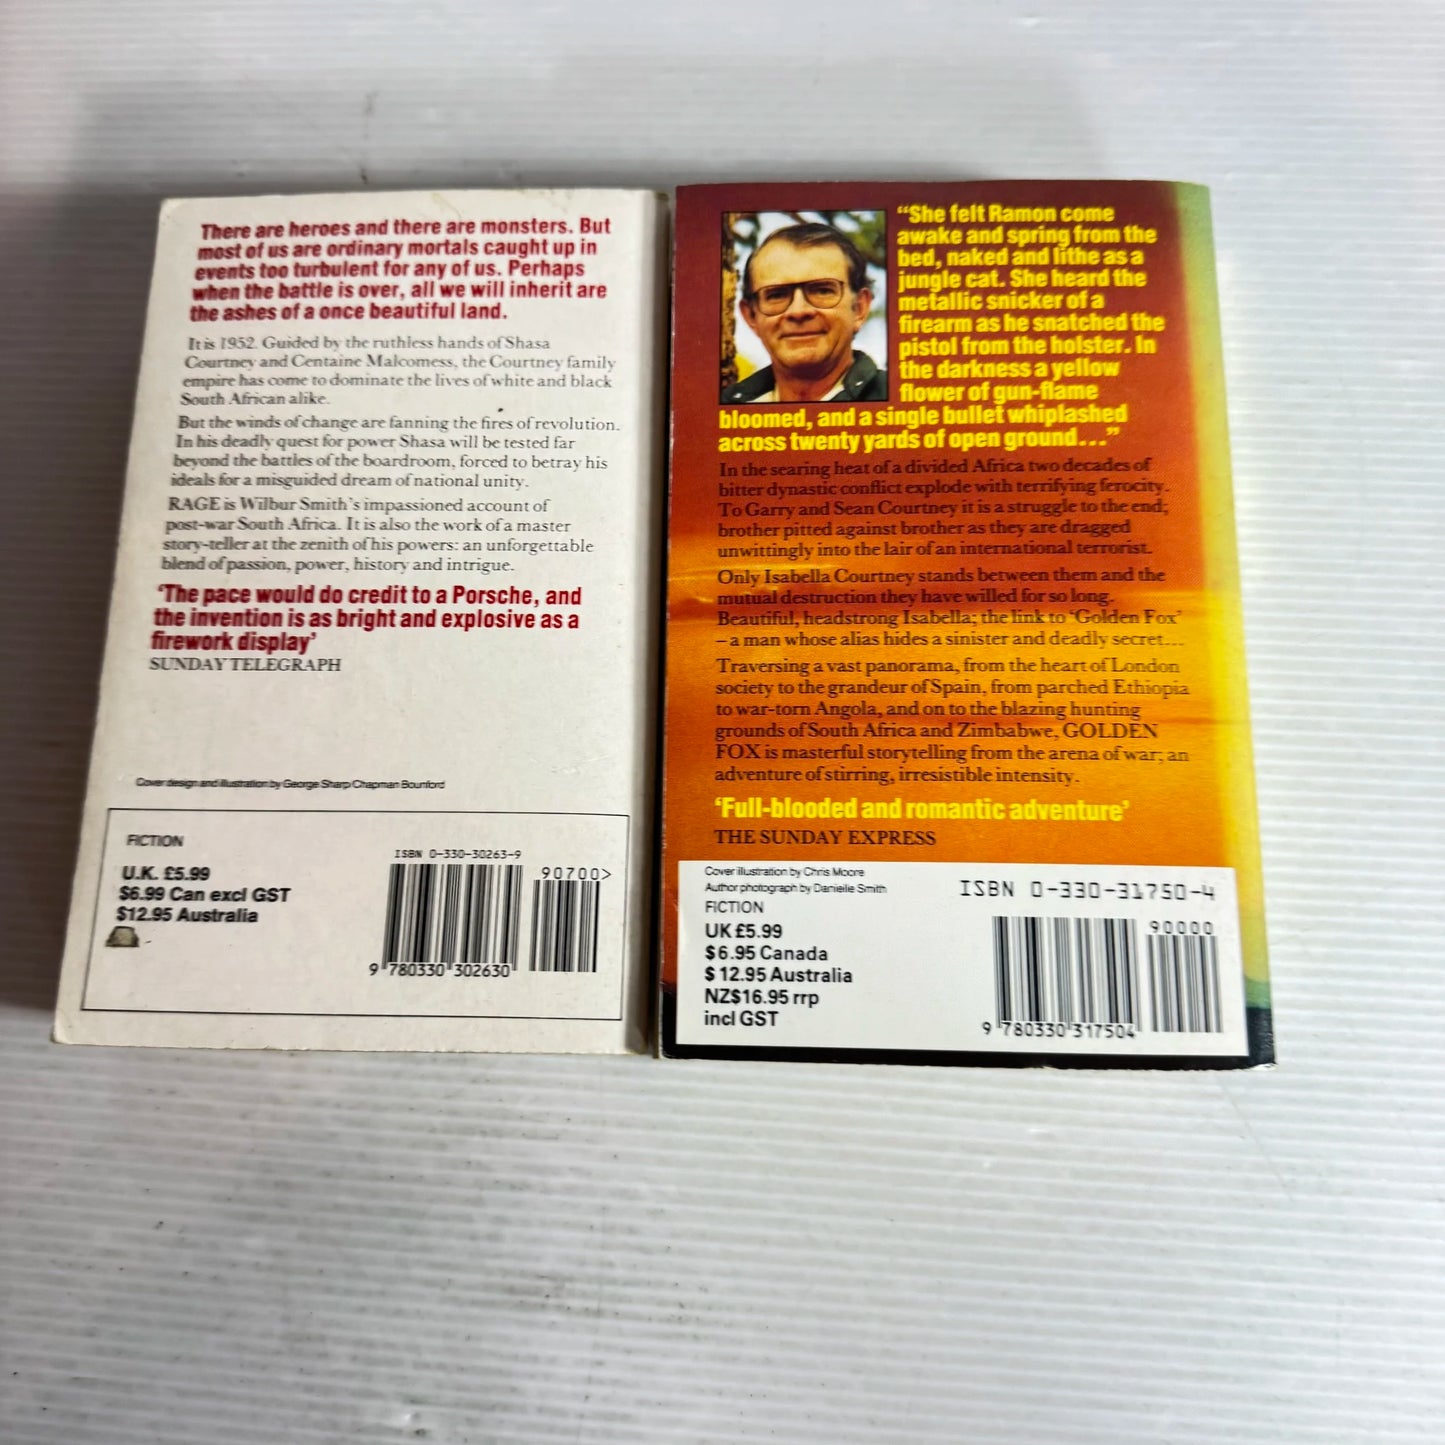 There are heroes and there are monsters. But
most of us are ordinary mortals caught up in
events too turbulent for any of us. Perhaps
when the battle is over, all we will inherit are
the ashes of a once beautiful land.
It is 1952. Guided by the ruthless hands of Shasa
Courtney and Centaine Malcomess, the Courtney family
empire has come to dominate the lives of white and black
South African alike.
But the winds of change are fanning the fires of revolution.
In his deadly quest for power Shasa will be tested far
beyond the battles of the boardroom, forced to betray his
ideals for a misguided dream of national unity.
RAGE is Wilbur Smith's impassioned account of
post-war South Africa. It is also the work of a master
story-teller at the zenith of his powers: an unforgettable
blend of passion, power, history and intrigue.
'The pace would do credit to a Porsche, and
the invention is as bright and explosive as a
firework display'
SUNDAY TELEGRAPH
Cover design and illustration by George Sharp Chapman Bounford
FICTION
U.K. £5.99
$6.99 Can excl GST
$12.95 Australia
ISBN 0-330-30263-9
90700>
9 780330 302630
"She felt Ramon come
awake and spring from the
bed, naked and lithe as a
jungle cat. She heard the
metallic snicker of a
firearm as he snatched the
pistol from the holster. In
the darkness a yellow
flower of gun-flame
bloomed, and a single bullet whiplashed
across twenty yards of open ground..."
In the searing heat of a divided Africa two decades of
bitter dynastic conflict explode with terrifying ferocity.
To Garry and Sean Courtney it is a struggle to the end;
brother pitted against brother as they are dragged
unwittingly into the lair of an international terrorist.
Only Isabella Courtney stands between them and the
mutual destruction they have willed for so long.
Beautiful, headstrong Isabella; the link to 'Golden Fox'
– a man whose alias hides a sinister and deadly secret...
Traversing a vast panorama, from the heart of London
society to the grandeur of Spain, from parched Ethiopia
to war-torn Angola, and on to the blazing hunting
grounds of South Africa and Zimbabwe, GOLDEN
FOX is masterful storytelling from the arena of war; an
adventure of stirring, irresistible intensity.
'Full-blooded and romantic adventure'
THE SUNDAY EXPRESS
Cover illustration by Chris Moore
Author photograph by Danielle Smith
FICTION
UK £5.99
$6.95 Canada
$12.95 Australia
NZ$16.95 rrp
incl GST
ISBN 0-330-31750-4
90000
9 780330 317504